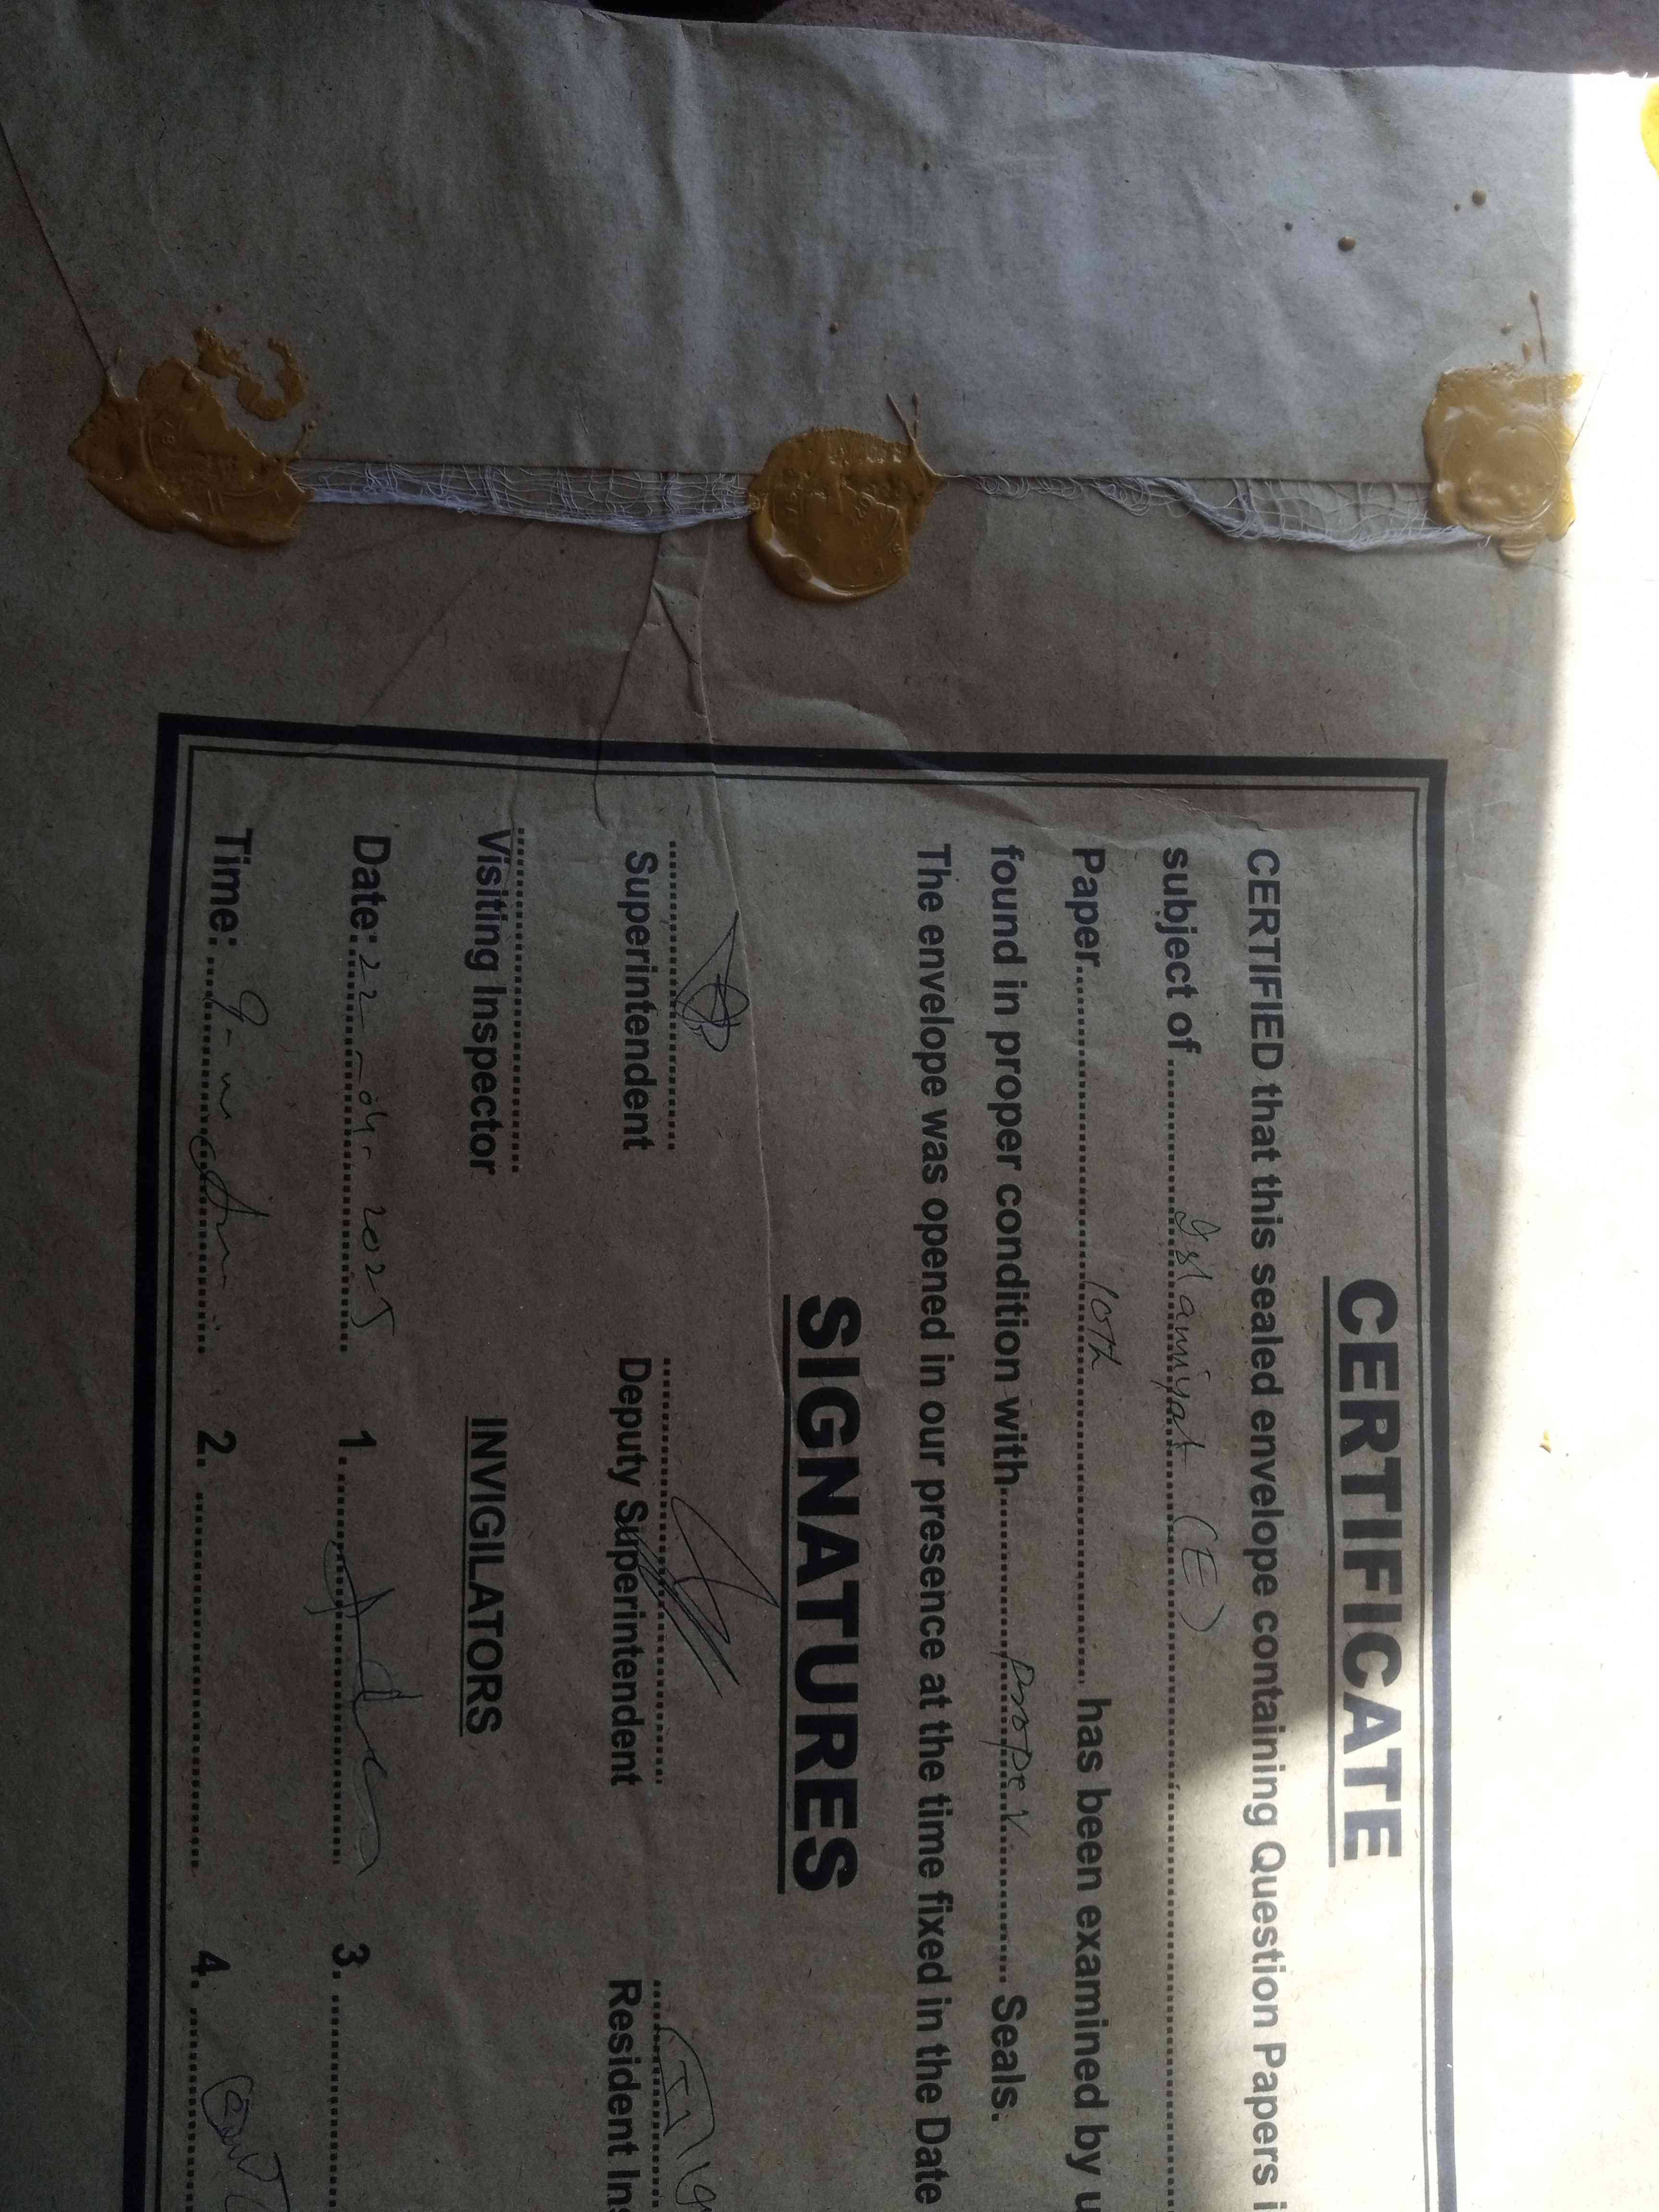 CERTIFICATE
CERTIFIED that this sealed envelope containing Question Papers i
subject of ........ Islamiyat (E) ........
Paper ........ 10th ........ has been examined by u
found in proper condition with ........ proper ........ Seals.
The envelope was opened in our presence at the time fixed in the Date
SIGNATURES
Superintendent Deputy Superintendent Resident Ins
Visiting Inspector INVIGILATORS
Date: 22-04-2025 1. 3.
Time: 2. 4.